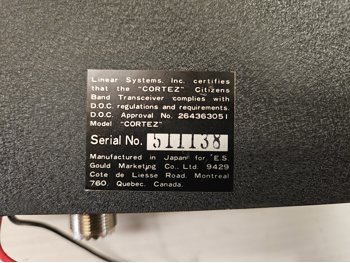 Linear Systems. Inc. certifies
that the "CORTEZ" Citizens
Band Transceiver complies with
D.O.C. regulations and requirements.
D.O.C. Approval No. 264363051
Model "CORTEZ"
Serial No. 511138
Manufactured in Japan for E.S.
Gould Marketing Co., Ltd. 9429
Cote de Liesse Road. Montreal
760. Quebec. Canada.